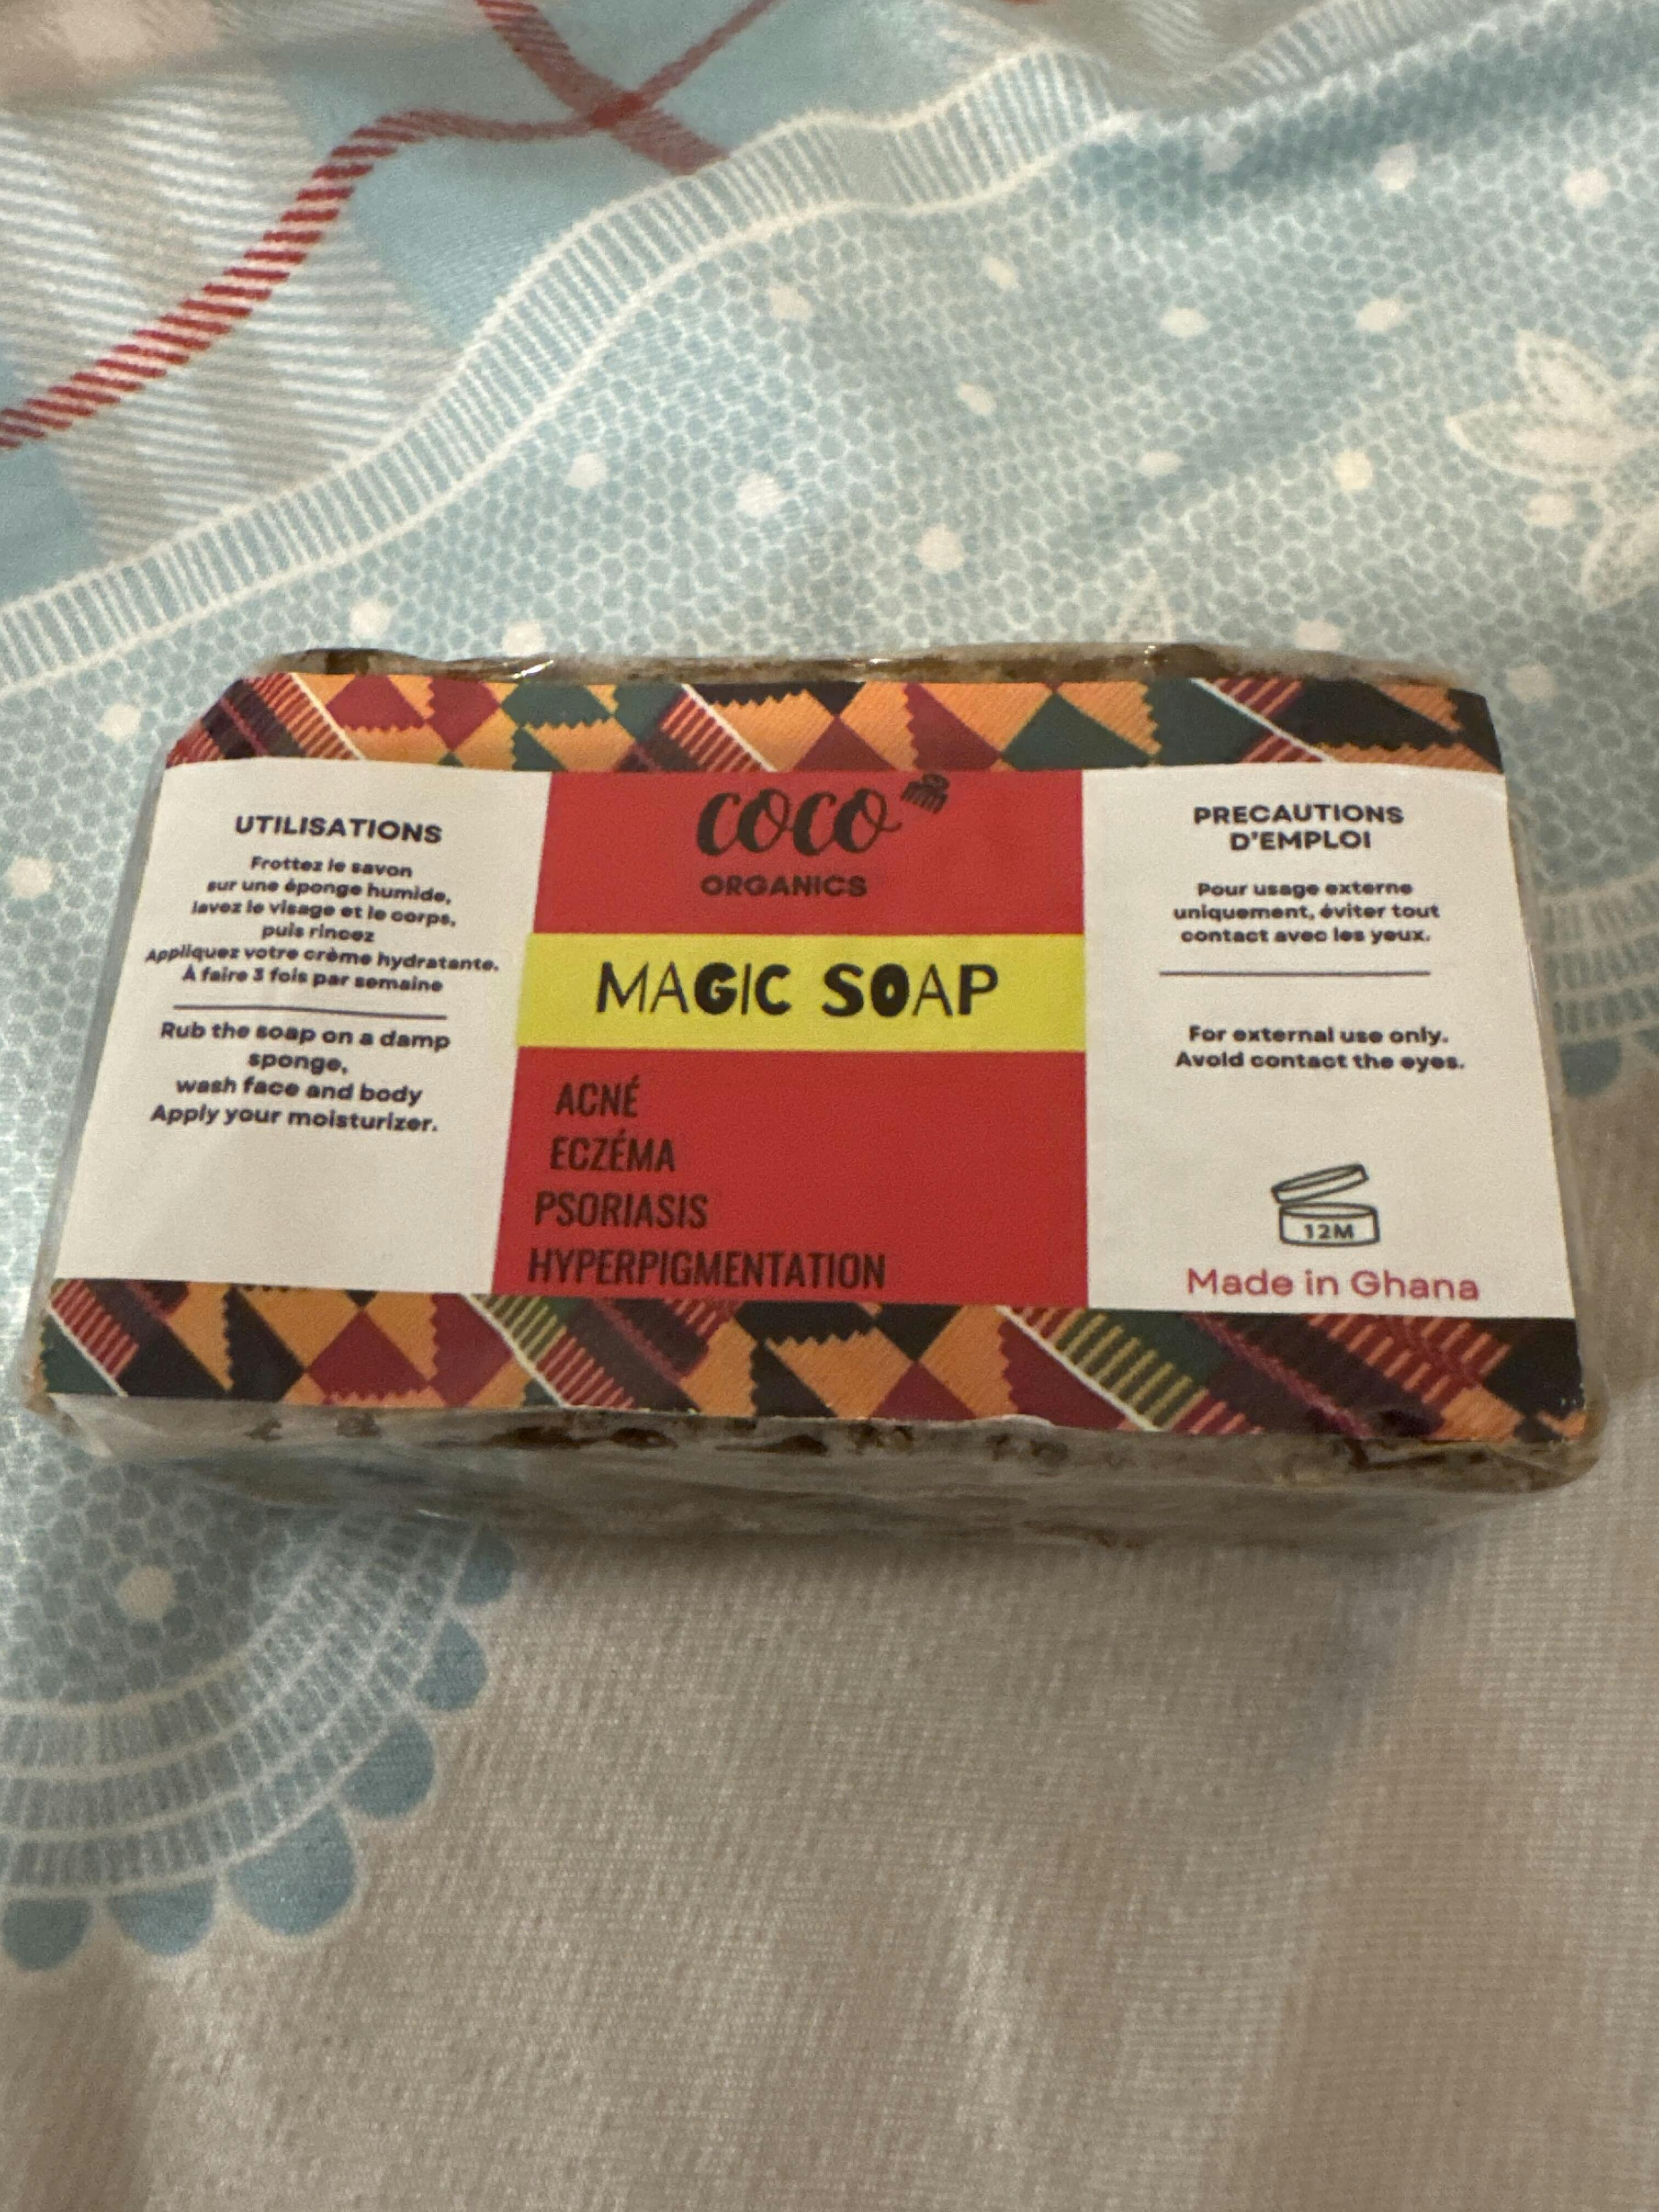 UTILISATIONS
Frottez le savon
sur une éponge humide,
lavez le visage et le corps,
puis rincez
Appliquez votre crème hydratante.
À faire 3 fois par semaine
Rub the soap on a damp
sponge,
wash face and body
Apply your moisturizer.
COCO
ORGANICS
MAGIC SOAP
ACNÉ
ECZÉMA
PSORIASIS
HYPERPIGMENTATION
PRECAUTIONS
D'EMPLOI
Pour usage externe
uniquement, éviter tout
contact avec les yeux.
For external use only.
Avoid contact the eyes.
12M
Made in Ghana